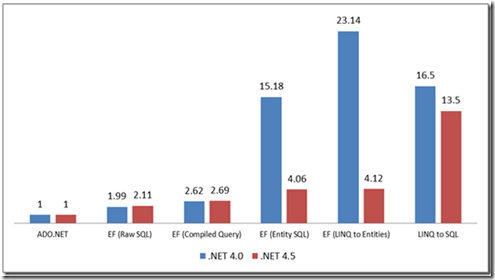 23.14
16.5
15.18
13.5
4.06
4.12
1.99
2.11
2.62
2.69
1
1
ADO.NET
EF (Raw SQL)
EF (Compiled Query)
EF (Entity SQL)
EF (LINQ to Entities)
LINQ to SQL
.NET 4.0
.NET 4.5